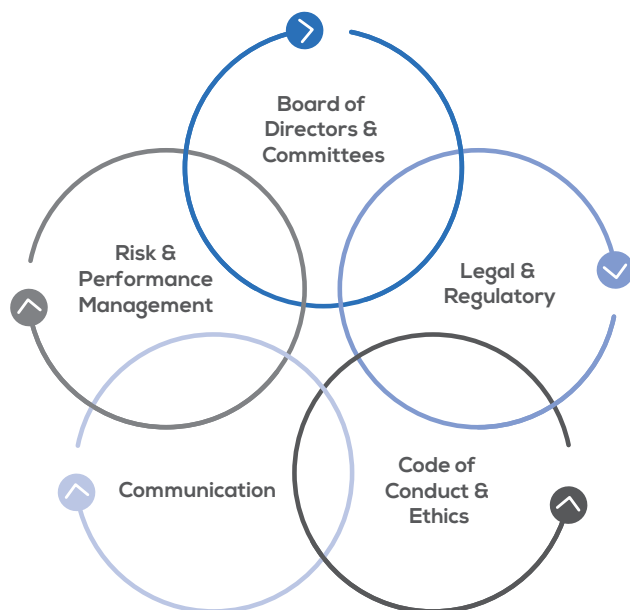 Board of
Directors &
Committees
Risk &
Performance
Management
Legal &
Regulatory
Communication
Code of
Conduct &
Ethics